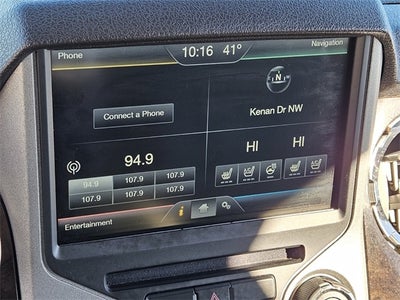 Phone
10:16 41°
Navigation
N
Connect a Phone
Kenan Dr NW
94.9
HI HI
94.9 107.9 107.9
107.9 107.9 107.9
Entertainment